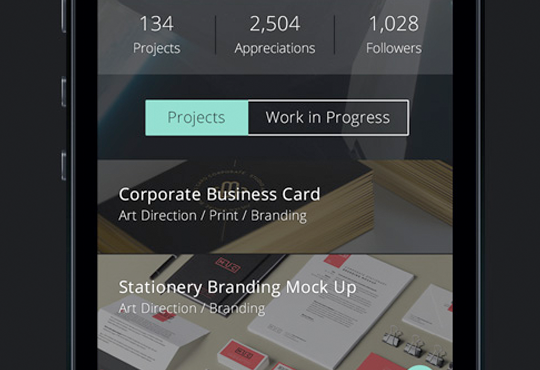 134
2,504
1,028
Projects
Appreciations
Followers
Projects
Work in Progress
Corporate Business Card
Art Direction / Print / Branding
Stationery Branding Mock Up
Art Direction / Branding